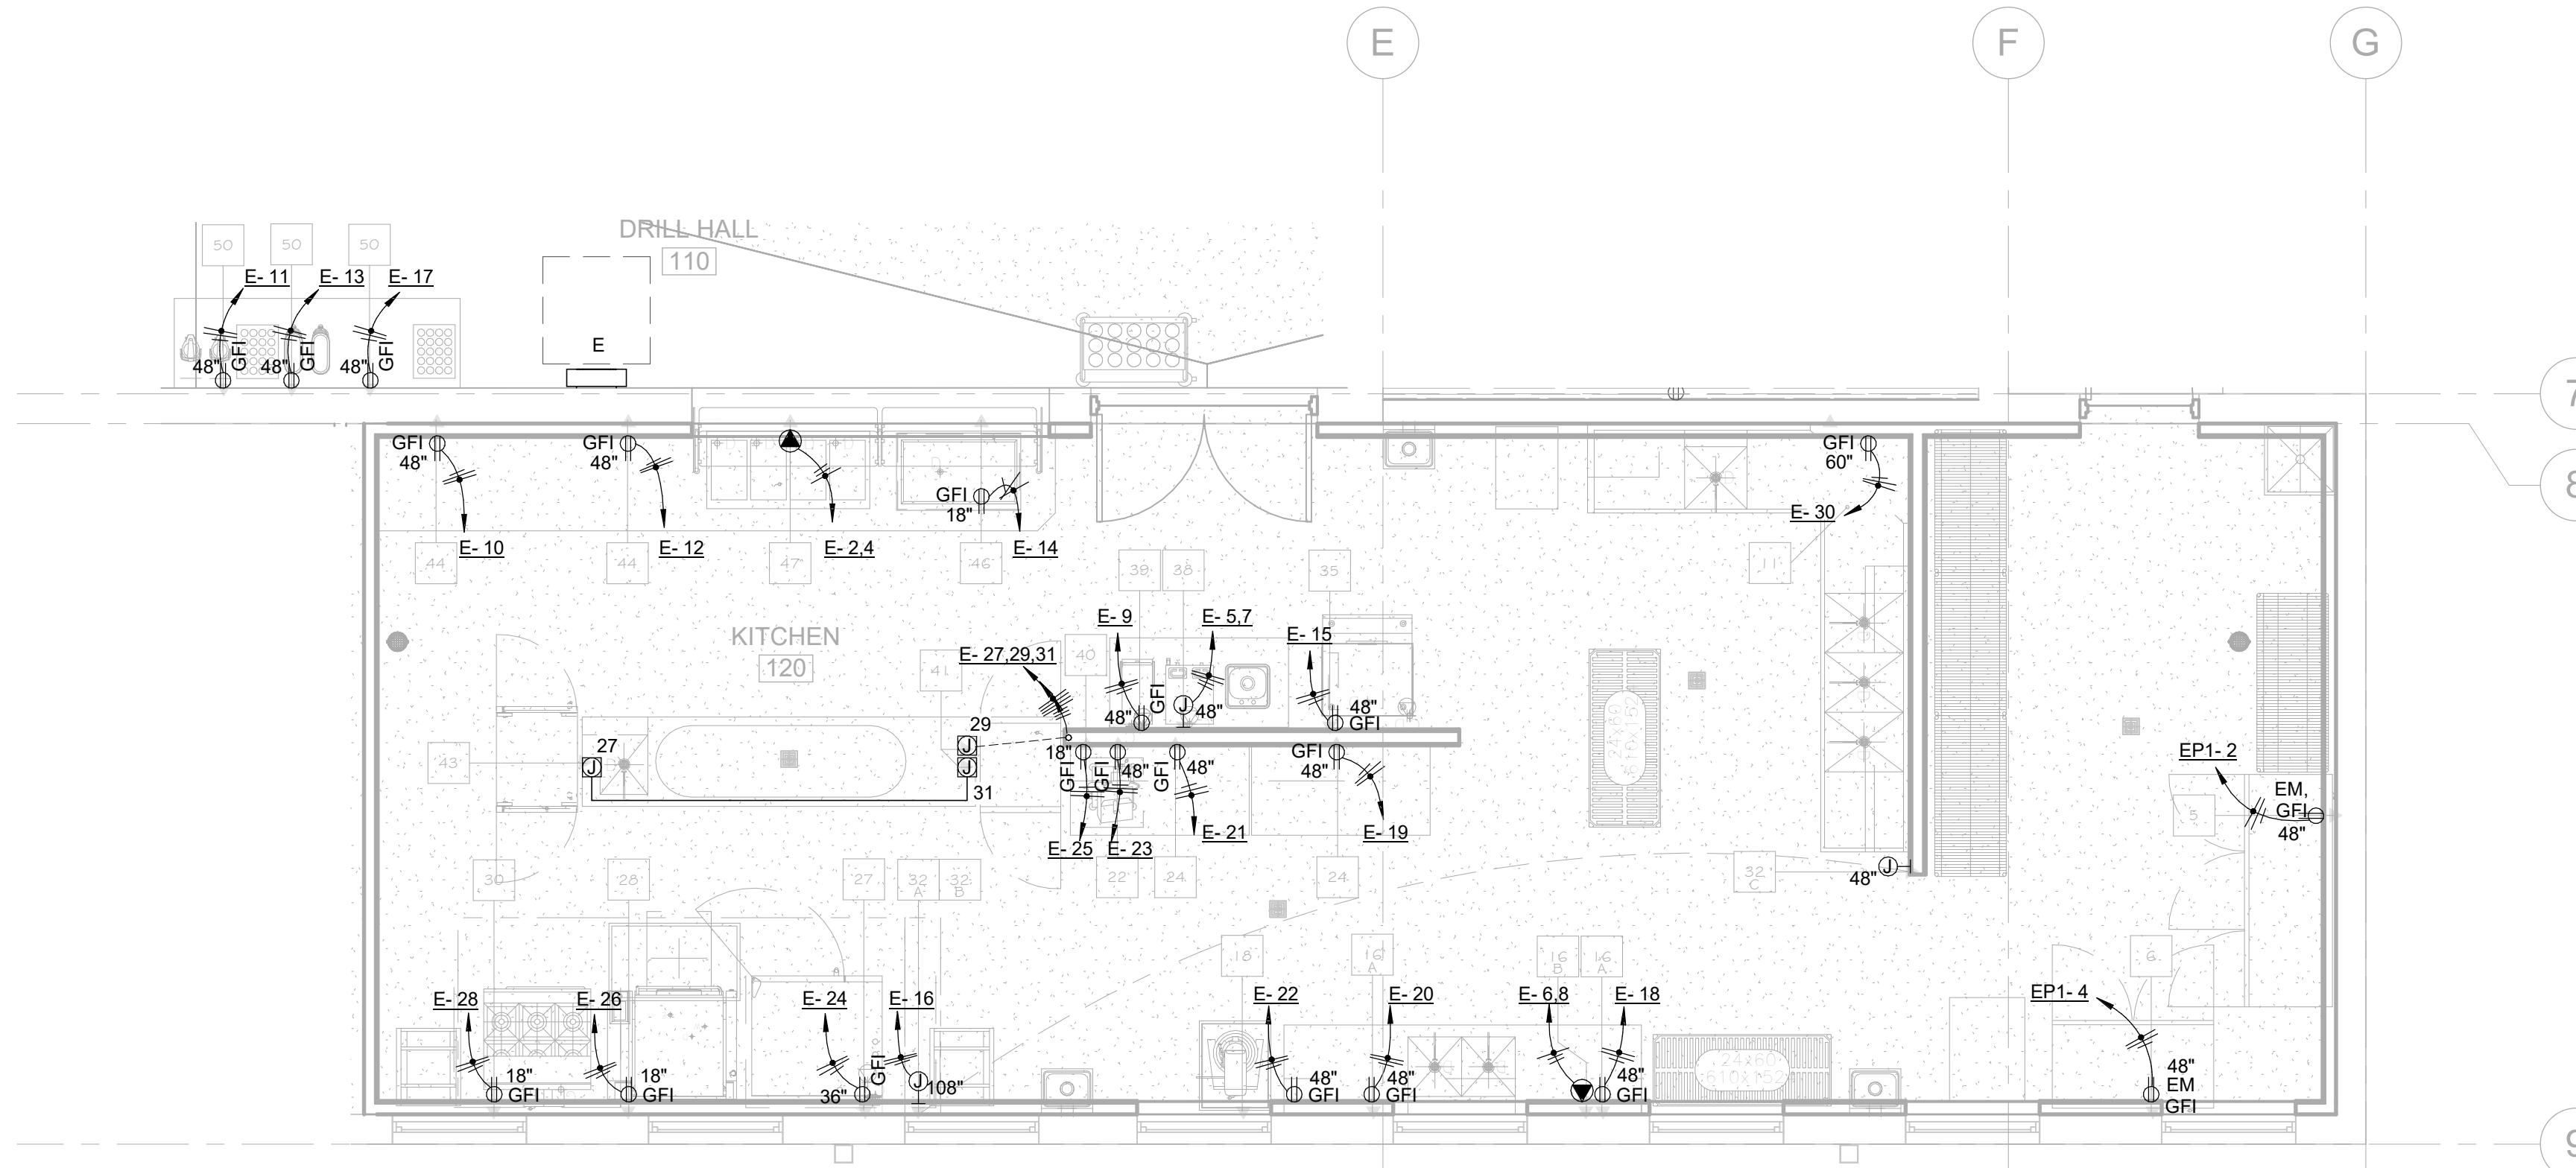 E
F
G
DRILL HALL
110
50
50
50
E- 11
E- 13
E- 17
E
48"
GFI
48"
GFI
48"
GFI
7
8
GFI
48"
GFI
48"
GFI
18"
GFI
60"
E- 10
E- 12
E- 2,4
E- 14
E- 30
44
44
47
46
39
38
35
11
KITCHEN
120
E- 9
E- 5,7
E- 15
E- 27,29,31
40
41
48"
GFI
J
48"
48"
GFI
29
27
J
J
J
31
43
18"
GFI
GFI
48"
GFI
48"
GFI
48"
E- 25
E- 23
E- 21
E- 19
24x60
610x152
EP1- 2
EM,
GFI
48"
5
30
28
27
32
A
32
B
22
24
24
32
C
J
48"
18
16
A
16
B
16
A
6
E- 28
E- 26
E- 24
E- 16
E- 22
E- 20
E- 6,8
E- 18
EP1- 4
18"
GFI
18"
GFI
36"
GFI
J
108"
48"
GFI
48"
GFI
48"
GFI
24x60
610x152
48"
EM
GFI
9